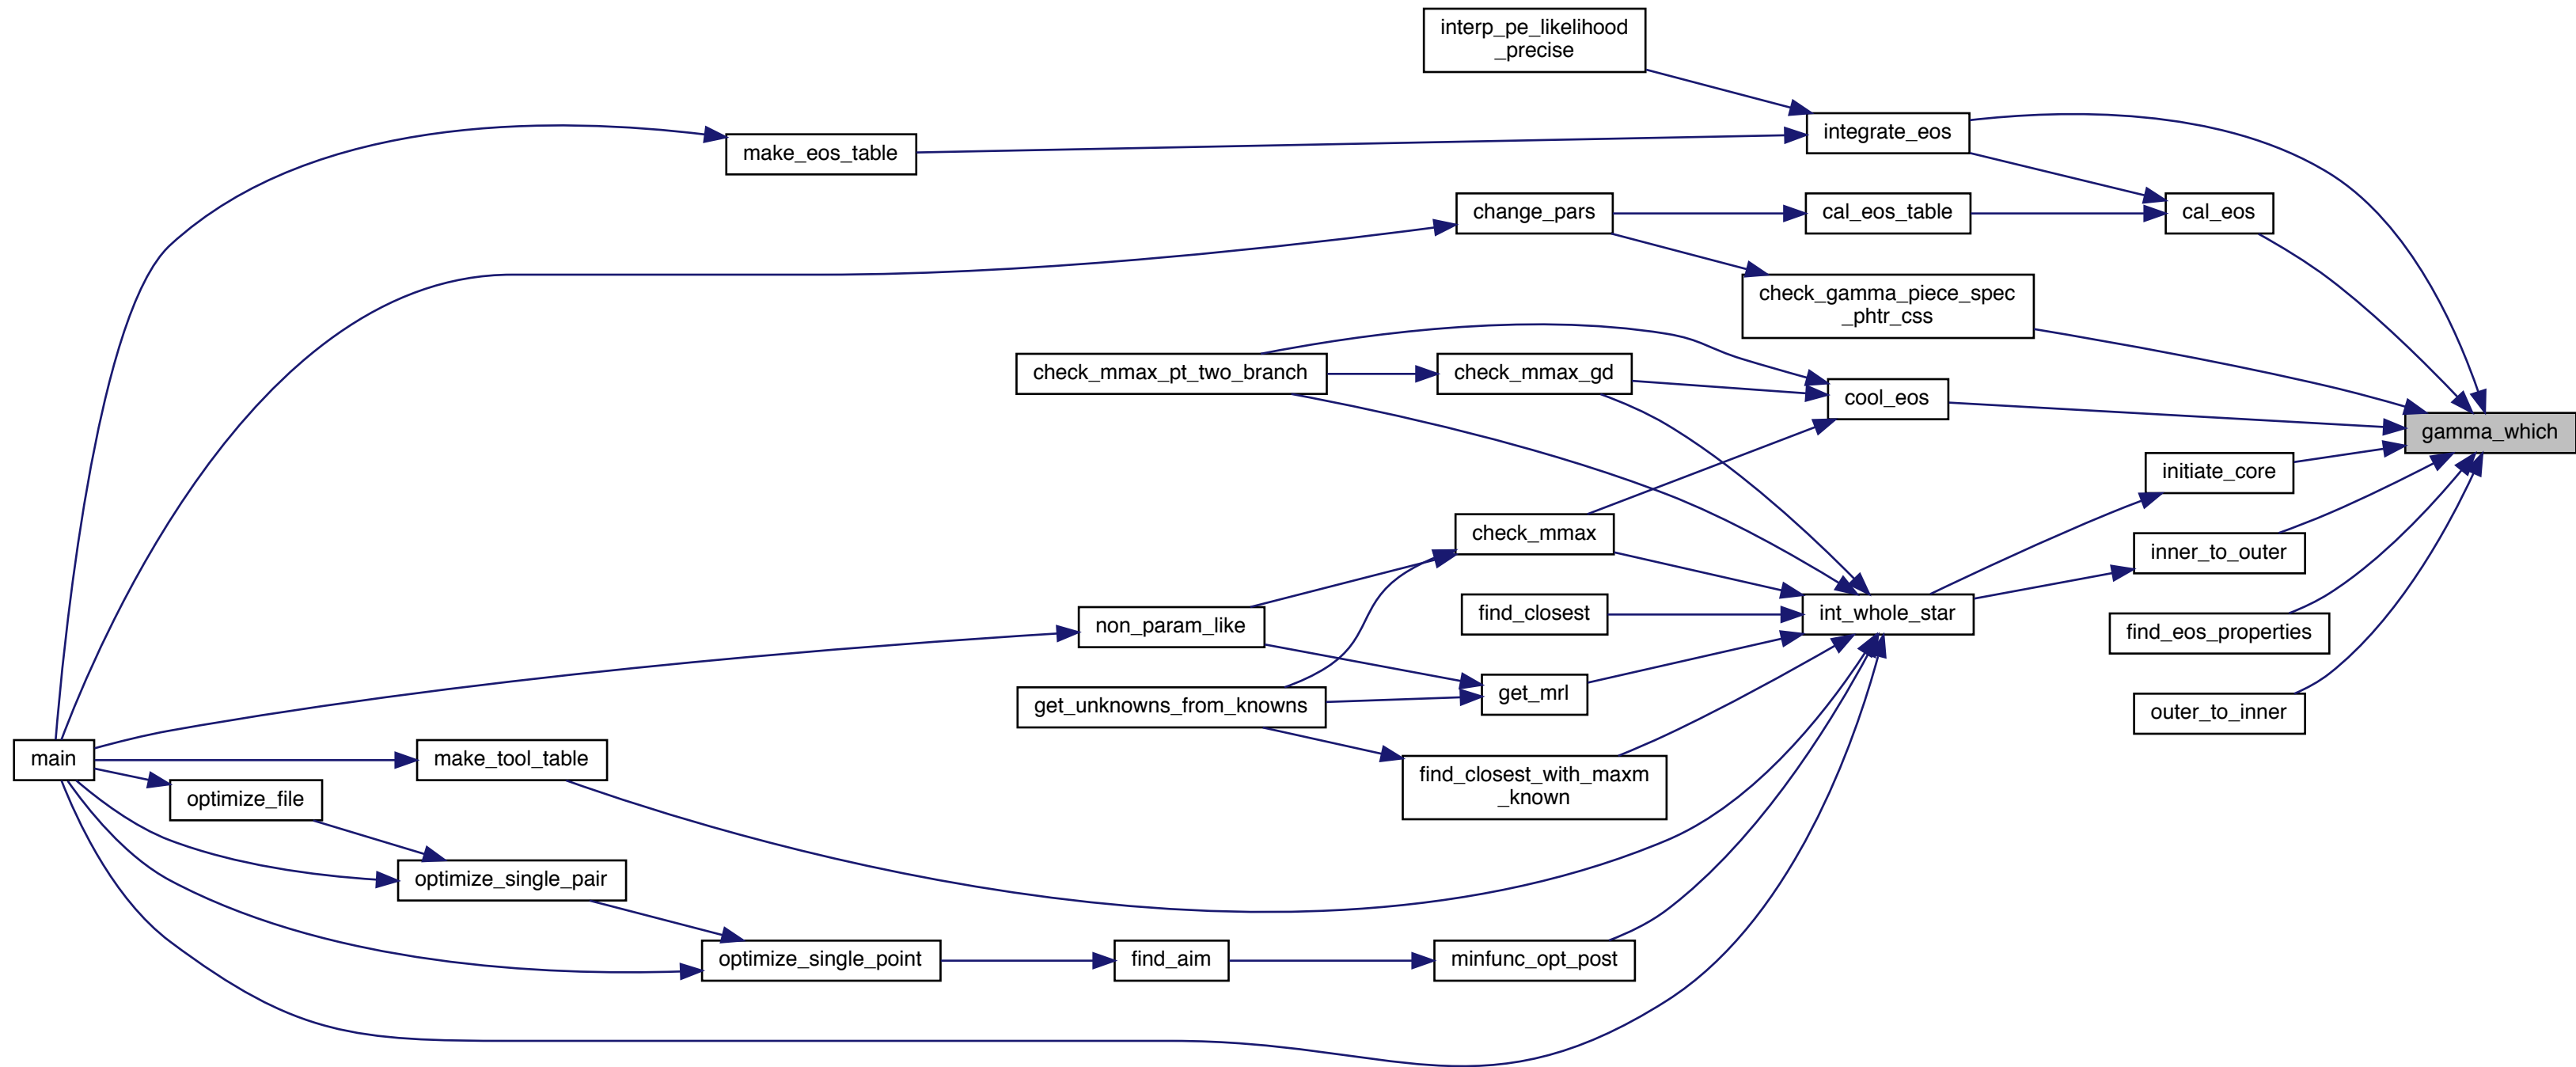 interp_pe_likelihood
_precise
integrate_eos
make_eos_table
change_pars
cal_eos_table
cal_eos
check_gamma_piece_spec
_phtr_css
check_mmax_pt_two_branch
check_mmax_gd
cool_eos
gamma_which
initiate_core
check_mmax
inner_to_outer
find_closest
int_whole_star
non_param_like
find_eos_properties
get_mrl
get_unknowns_from_knowns
outer_to_inner
main
make_tool_table
find_closest_with_maxm
_known
optimize_file
optimize_single_pair
optimize_single_point
find_aim
minfunc_opt_post